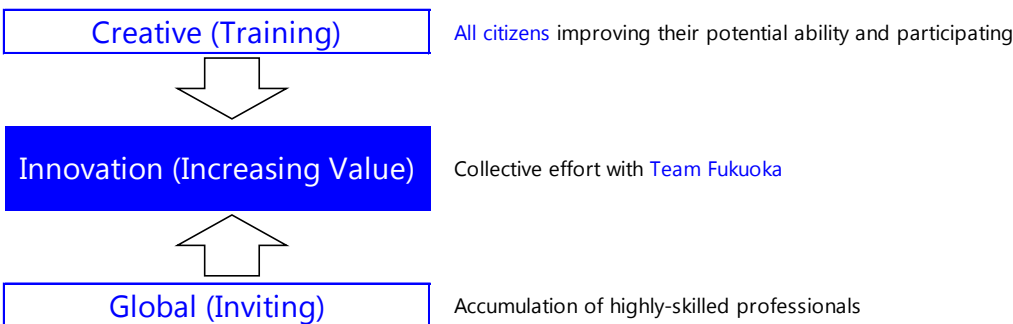 Creative (Training)
All citizens improving their potential ability and participating
Innovation (Increasing Value)
Collective effort with Team Fukuoka
Global (Inviting)
Accumulation of highly-skilled professionals